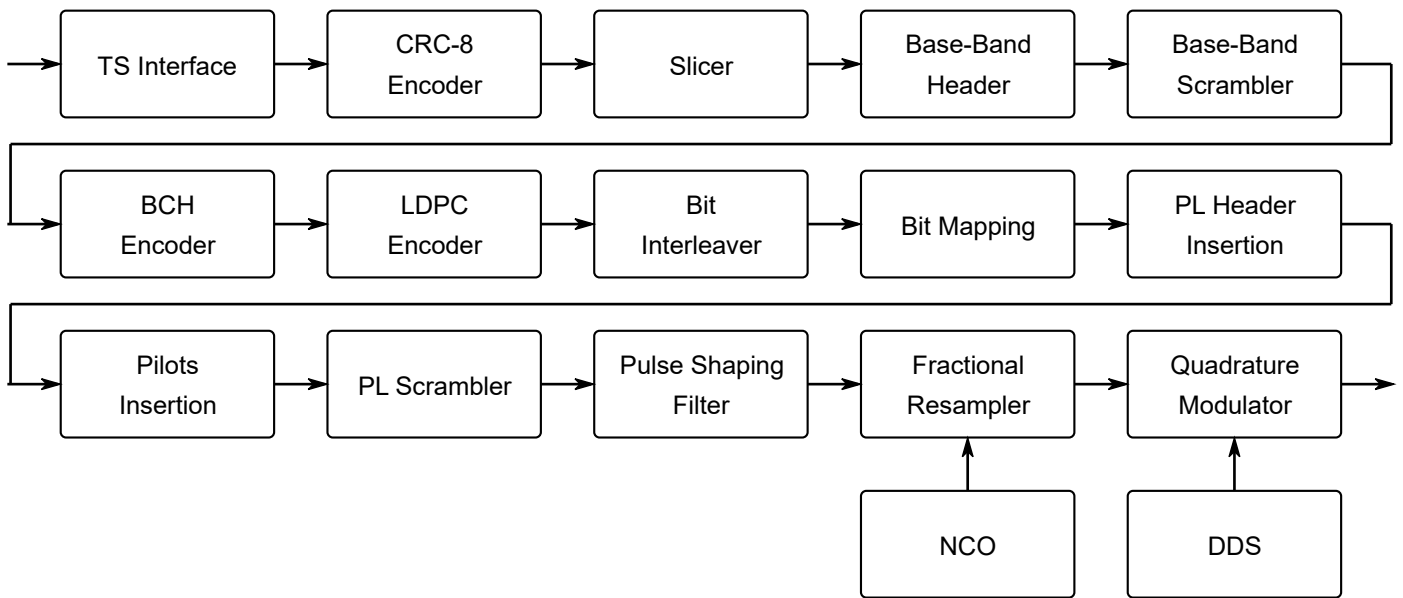 TS Interface
CRC-8
Encoder
Slicer
Base-Band
Header
Base-Band
Scrambler
BCH
Encoder
LDPC
Encoder
Bit
Interleaver
Bit Mapping
PL Header
Insertion
Pilots
Insertion
PL Scrambler
Pulse Shaping
Filter
Fractional
Resampler
Quadrature
Modulator
NCO
DDS